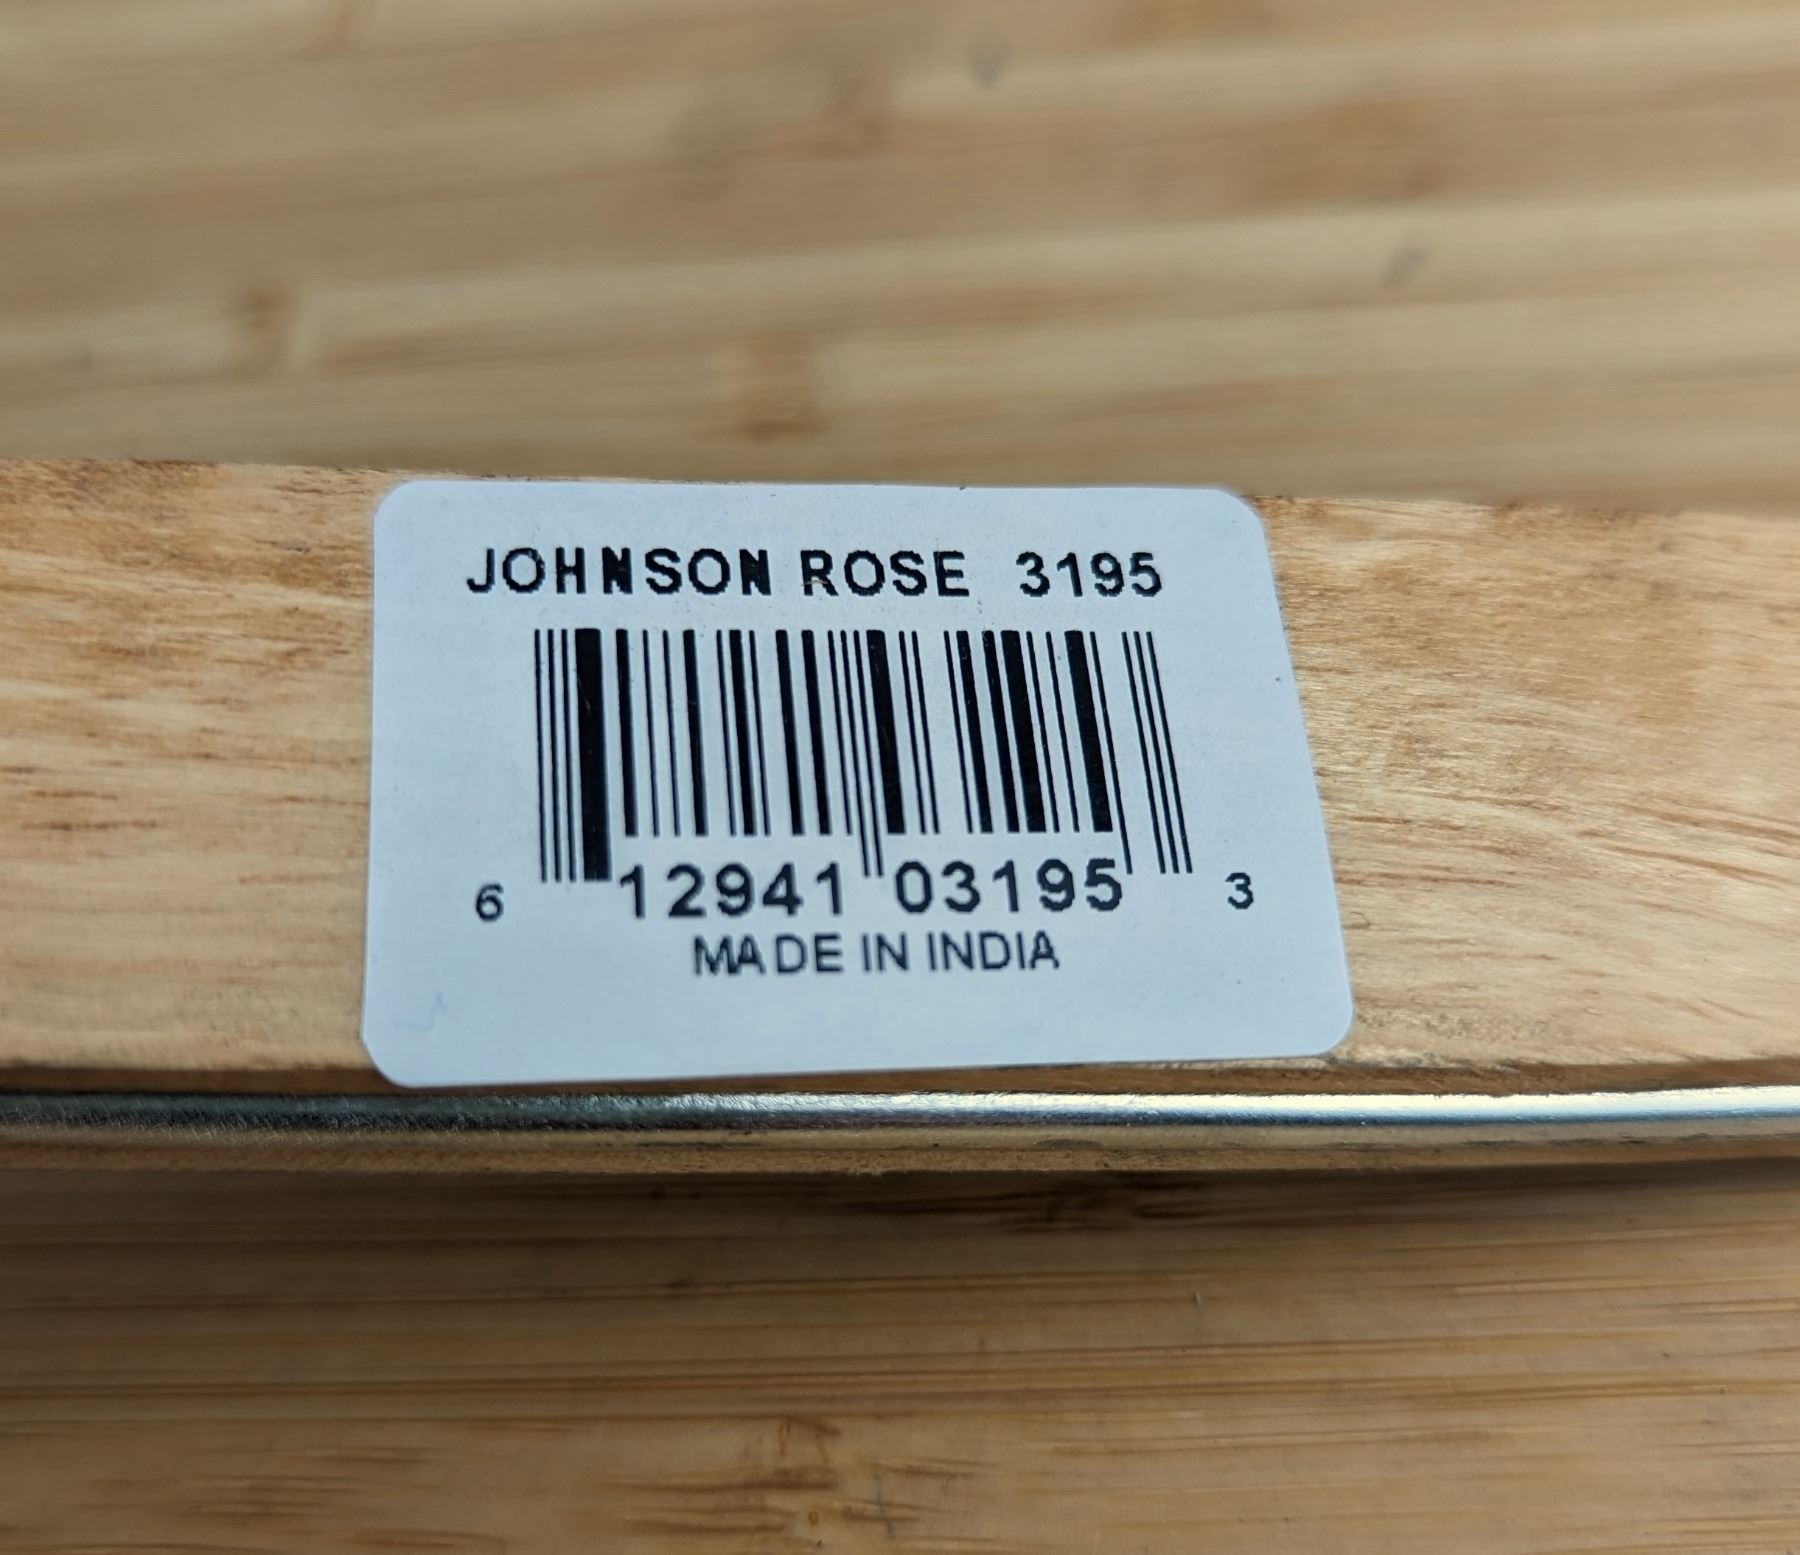 JOHNSON ROSE 3195
6 12941 03195 3
MADE IN INDIA